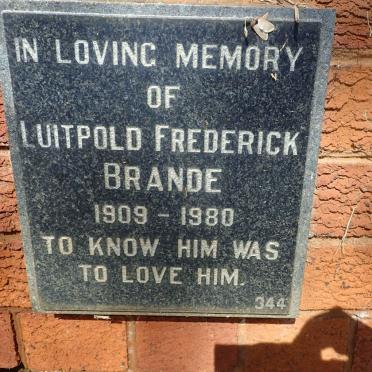 IN LOVING MEMORY
OF
LUITPOLD FREDERICK
BRANDE
1909 - 1980
TO KNOW HIM WAS
TO LOVE HIM.
344